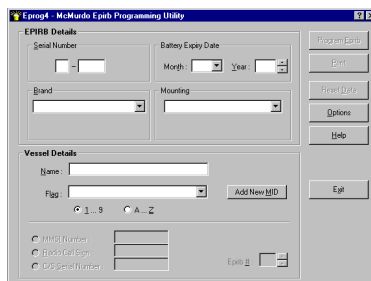 Eprog4 - McMurdo Epirb Programming Utility
EPIRB Details
Serial Number
-
Battery Expiry Date
Month :
Year :
Brand
Mounting
Vessel Details
Name :
Flag :
Add New MID
1 ... 9
A ... Z
MMSI Number
Radio Call Sign
C/S Serial Number
Epirb #
Program Epirb
Print
Reset Data
Options
Help
Exit